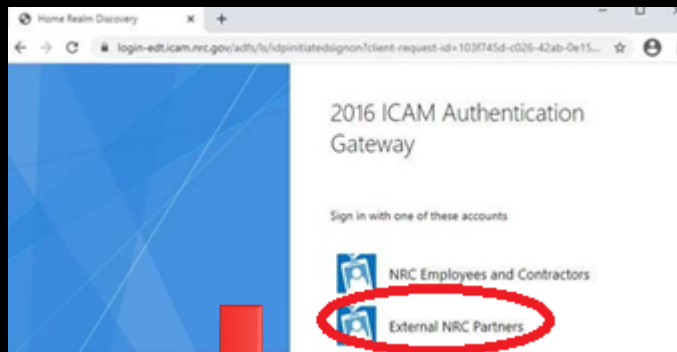 Home Realm Discovery
login-edt.icam.nrc.gov/adfs/ls/idpinitiatedsignon?client-request-id=103f745d-c026-42ab-0e15...
2016 ICAM Authentication
Gateway
Sign in with one of these accounts
NRC Employees and Contractors
External NRC Partners